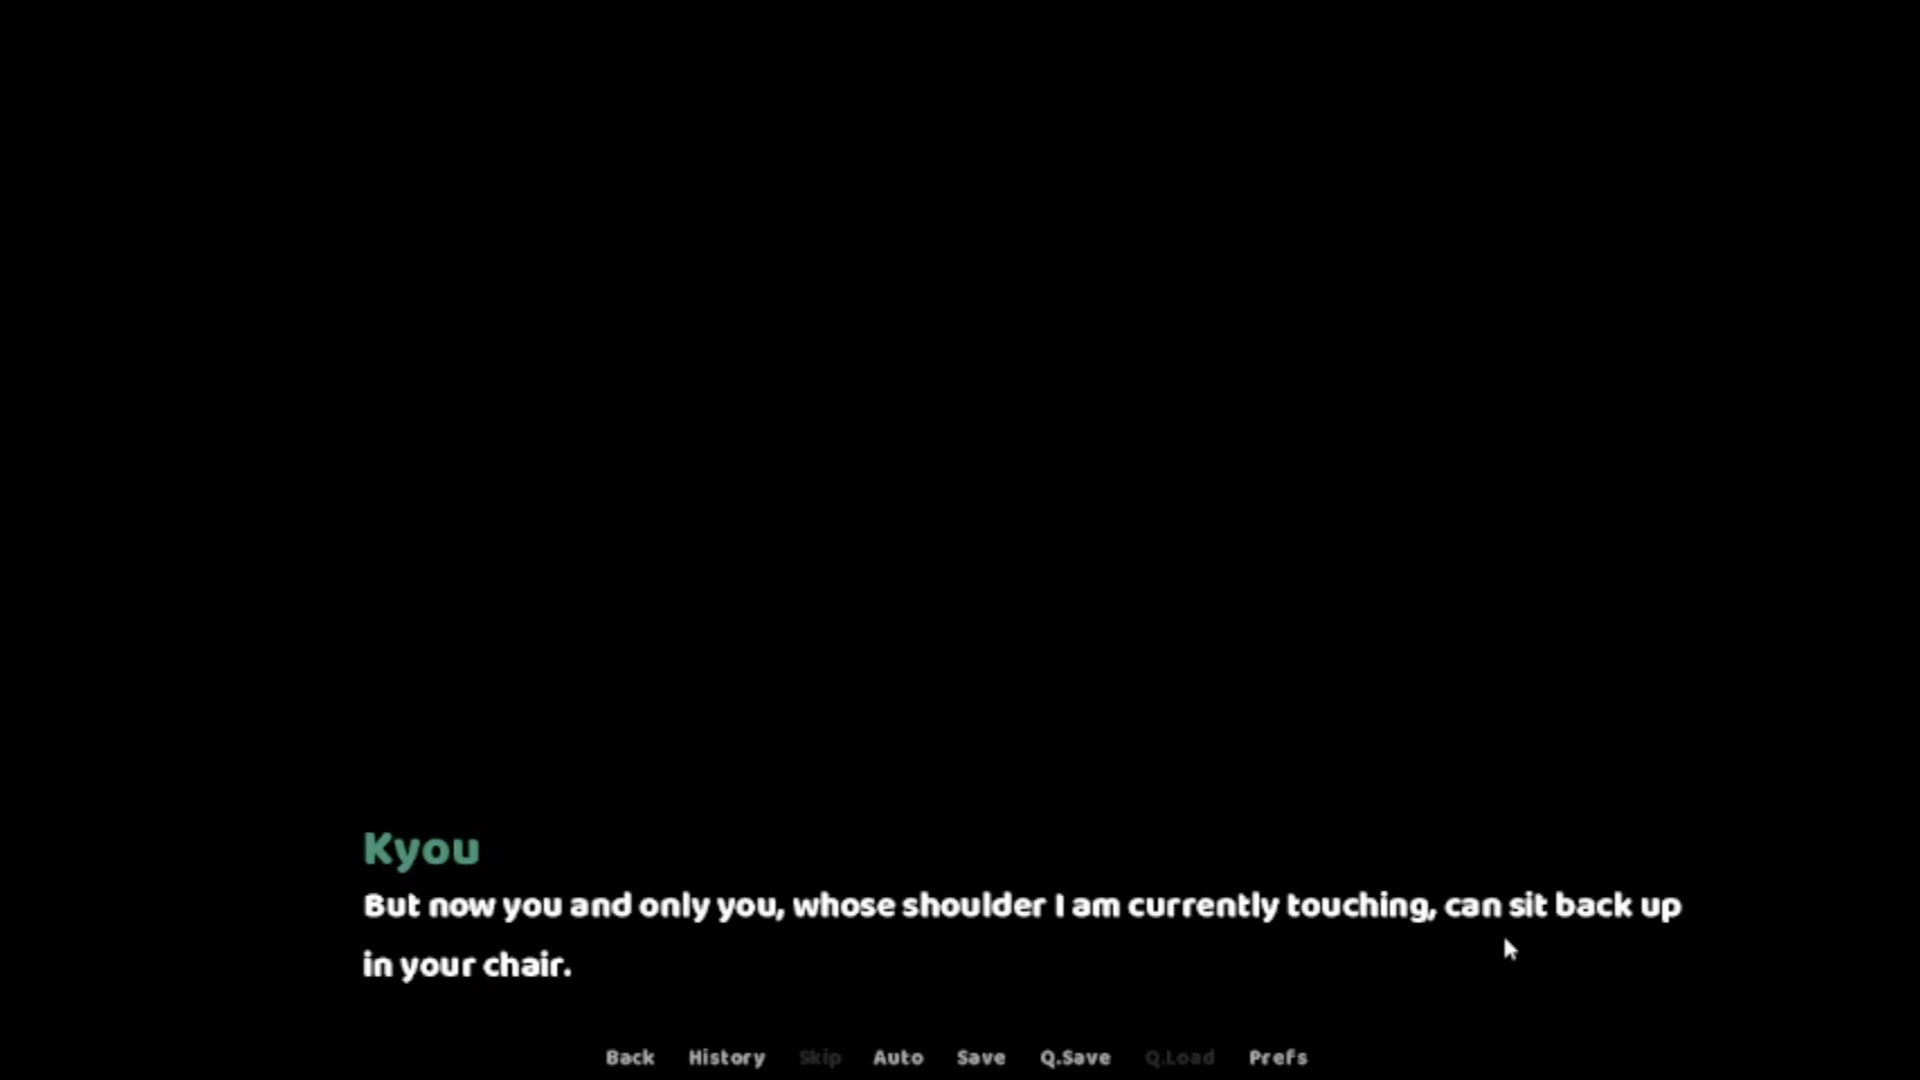 Kyou
But now you and only you, whose shoulder I am currently touching, can sit back up
in your chair.
Back History Skip Auto Save Q.Save Q.Load Prefs